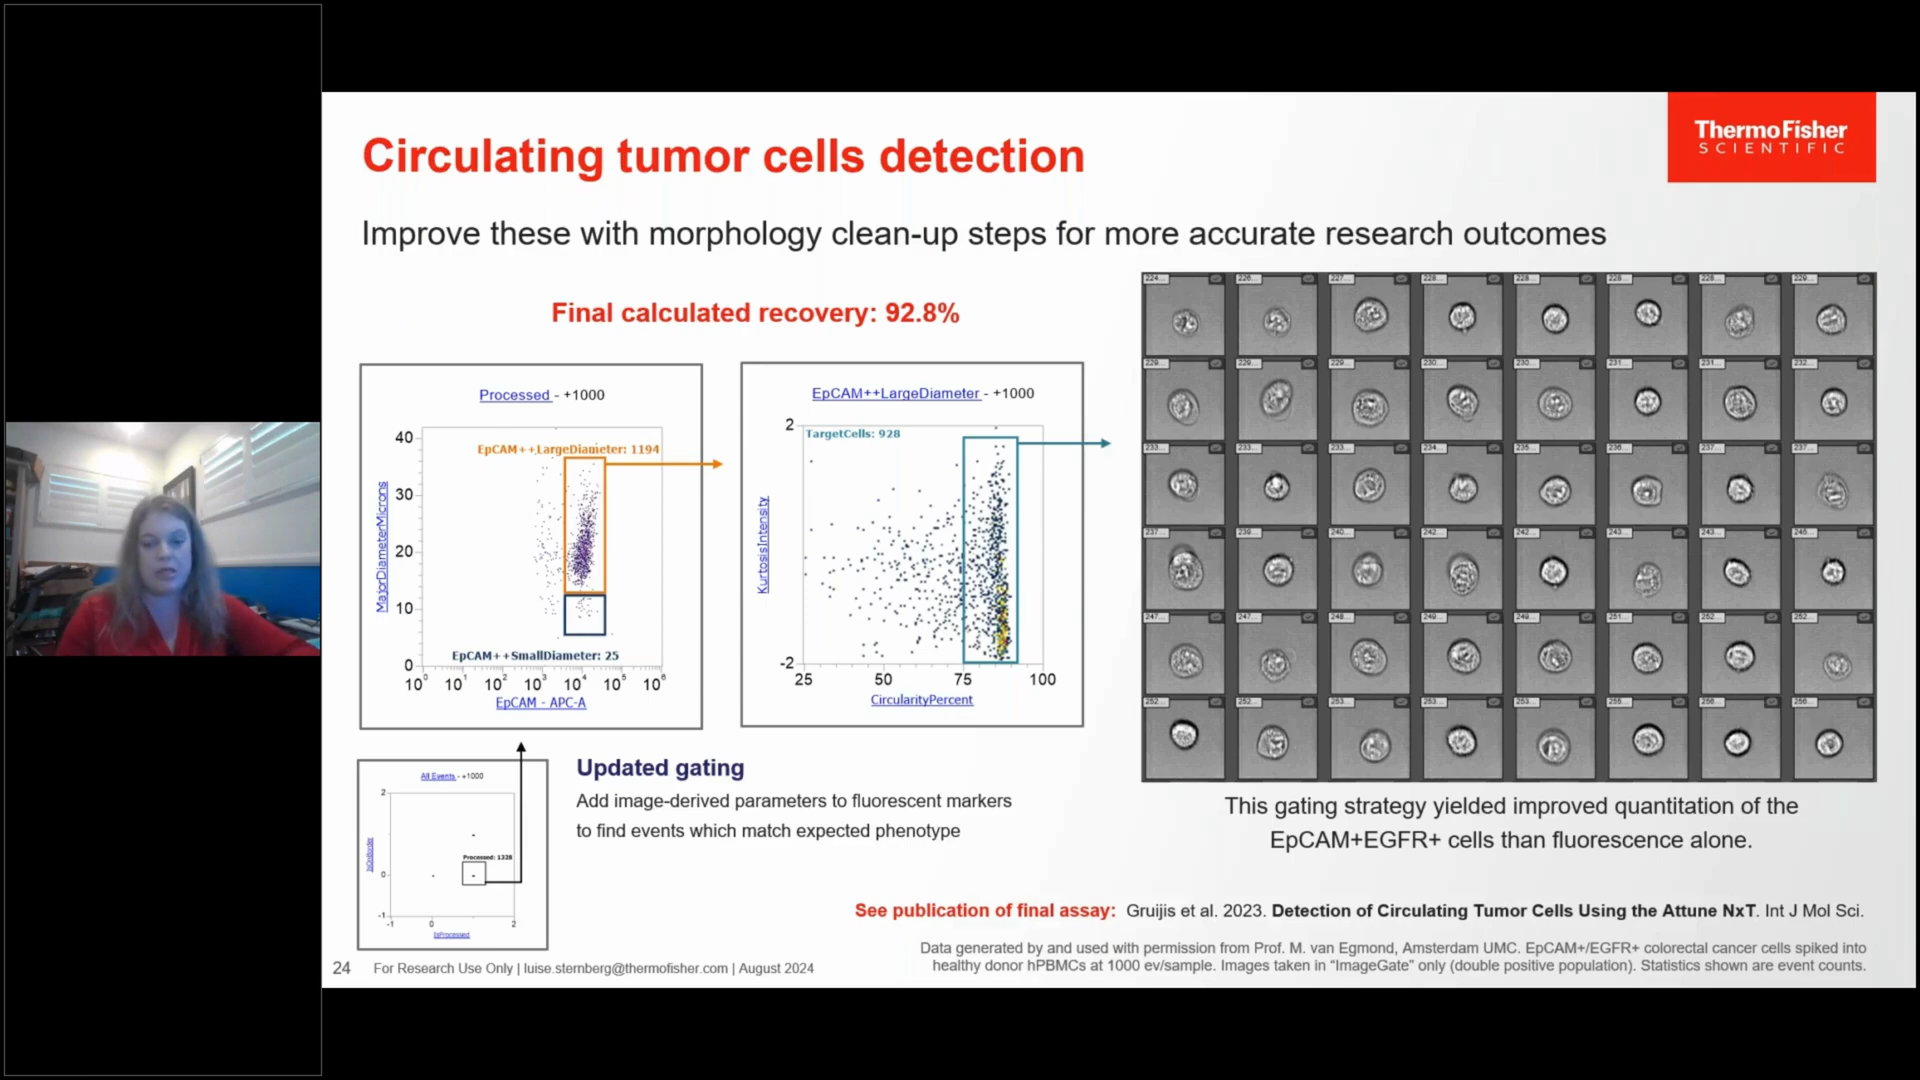 ThermoFisher
SCIENTIFIC
Circulating tumor cells detection
Improve these with morphology clean-up steps for more accurate research outcomes
Final calculated recovery: 92.8%
Processed - +1000
EpCAM++LargeDiameter: 1194
MajorDiameterMicrons
40
30
20
10
0
EpCAM++SmallDiameter: 25
10⁰ 10¹ 10² 10³ 10⁴ 10⁵ 10⁶
EpCAM - APC-A
EpCAM++LargeDiameter - +1000
TargetCells: 928
KurtosisIntensity
2
-2
25 50 75 100
CircularityPercent
All Events - +1000
2
Processed: 1328
0
-1
-1 0 2
IsProcessed
Updated gating
Add image-derived parameters to fluorescent markers
to find events which match expected phenotype
This gating strategy yielded improved quantitation of the
EpCAM+EGFR+ cells than fluorescence alone.
See publication of final assay: Gruijis et al. 2023. Detection of Circulating Tumor Cells Using the Attune NxT. Int J Mol Sci.
Data generated by and used with permission from Prof. M. van Egmond, Amsterdam UMC. EpCAM+/EGFR+ colorectal cancer cells spiked into
healthy donor hPBMCs at 1000 ev/sample. Images taken in “ImageGate” only (double positive population). Statistics shown are event counts.
24 For Research Use Only | luise.sternberg@thermofisher.com | August 2024